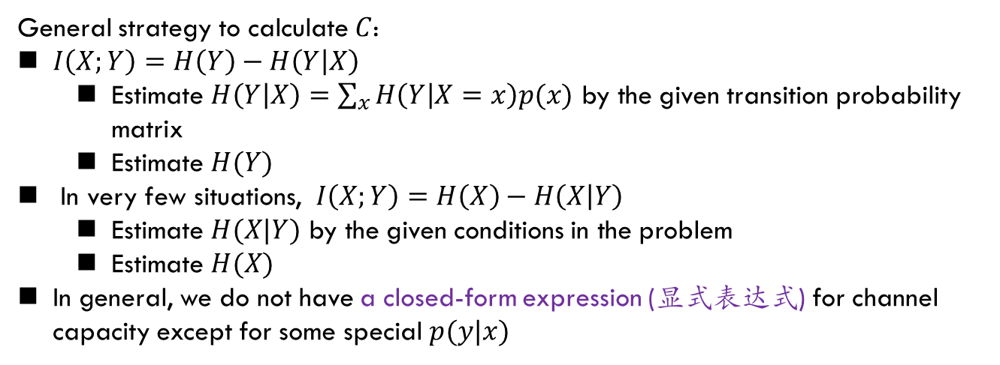 General strategy to calculate 𝐶:
■ 𝐼(𝑋; 𝑌) = 𝐻(𝑌) − 𝐻(𝑌|𝑋)
■ Estimate 𝐻(𝑌|𝑋) = ∑ₓ 𝐻(𝑌|𝑋 = 𝑥)𝑝(𝑥) by the given transition probability
matrix
■ Estimate 𝐻(𝑌)
■ In very few situations, 𝐼(𝑋; 𝑌) = 𝐻(𝑋) − 𝐻(𝑋|𝑌)
■ Estimate 𝐻(𝑋|𝑌) by the given conditions in the problem
■ Estimate 𝐻(𝑋)
■ In general, we do not have a closed-form expression (显式表达式) for channel
capacity except for some special 𝑝(𝑦|𝑥)